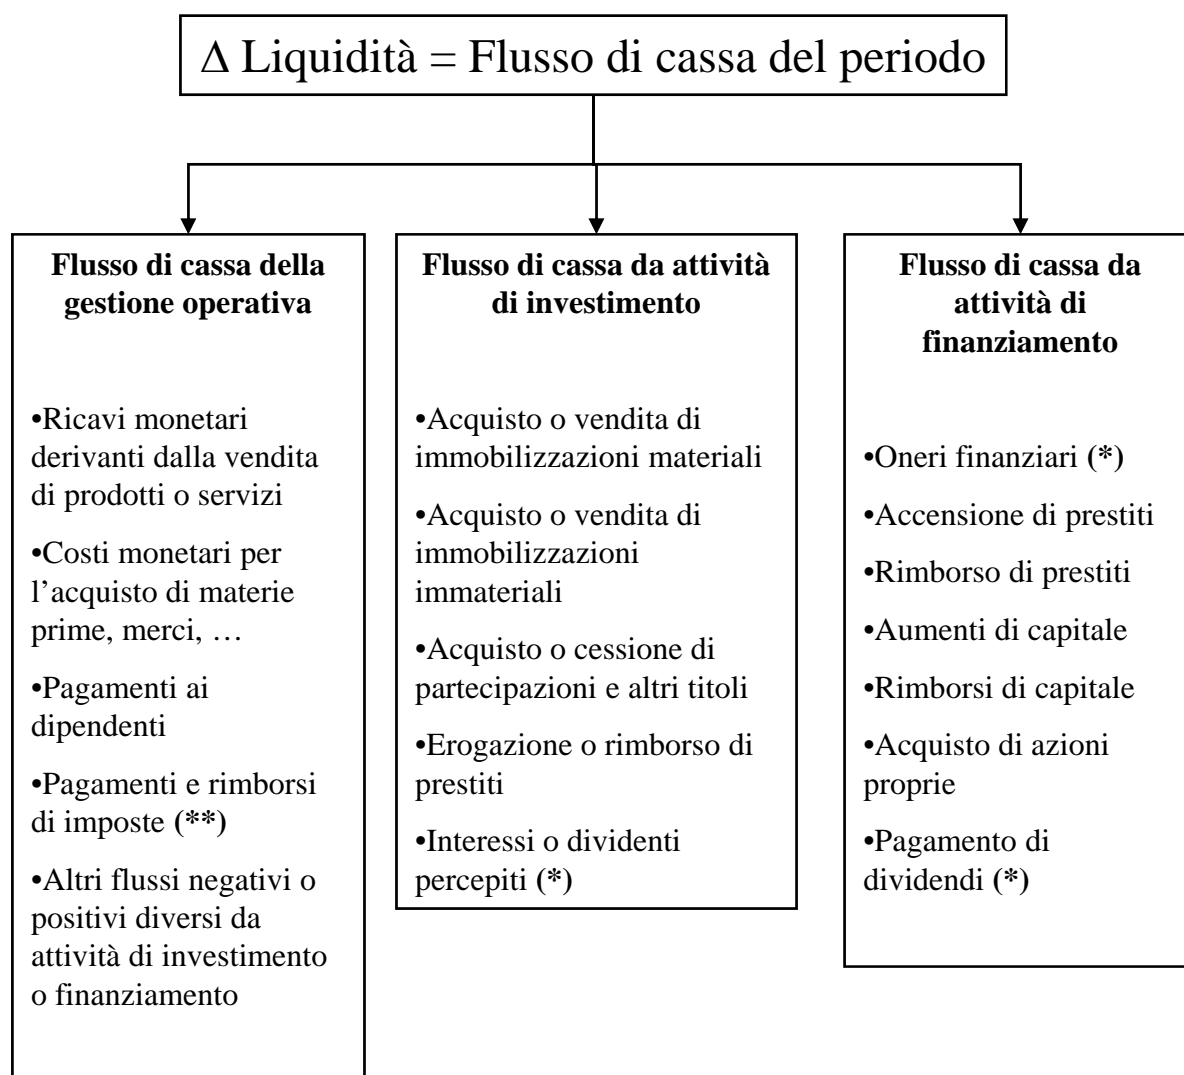 Δ Liquidità = Flusso di cassa del periodo
Flusso di cassa della
gestione operativa
•Ricavi monetari
derivanti dalla vendita
di prodotti o servizi
•Costi monetari per
l’acquisto di materie
prime, merci, …
•Pagamenti ai
dipendenti
•Pagamenti e rimborsi
di imposte (**)
•Altri flussi negativi o
positivi diversi da
attività di investimento
o finanziamento
Flusso di cassa da attività
di investimento
•Acquisto o vendita di
immobilizzazioni materiali
•Acquisto o vendita di
immobilizzazioni
immateriali
•Acquisto o cessione di
partecipazioni e altri titoli
•Erogazione o rimborso di
prestiti
•Interessi o dividenti
percepiti (*)
Flusso di cassa da
attività di
finanziamento
•Oneri finanziari (*)
•Accensione di prestiti
•Rimborso di prestiti
•Aumenti di capitale
•Rimborsi di capitale
•Acquisto di azioni
proprie
•Pagamento di
dividendi (*)